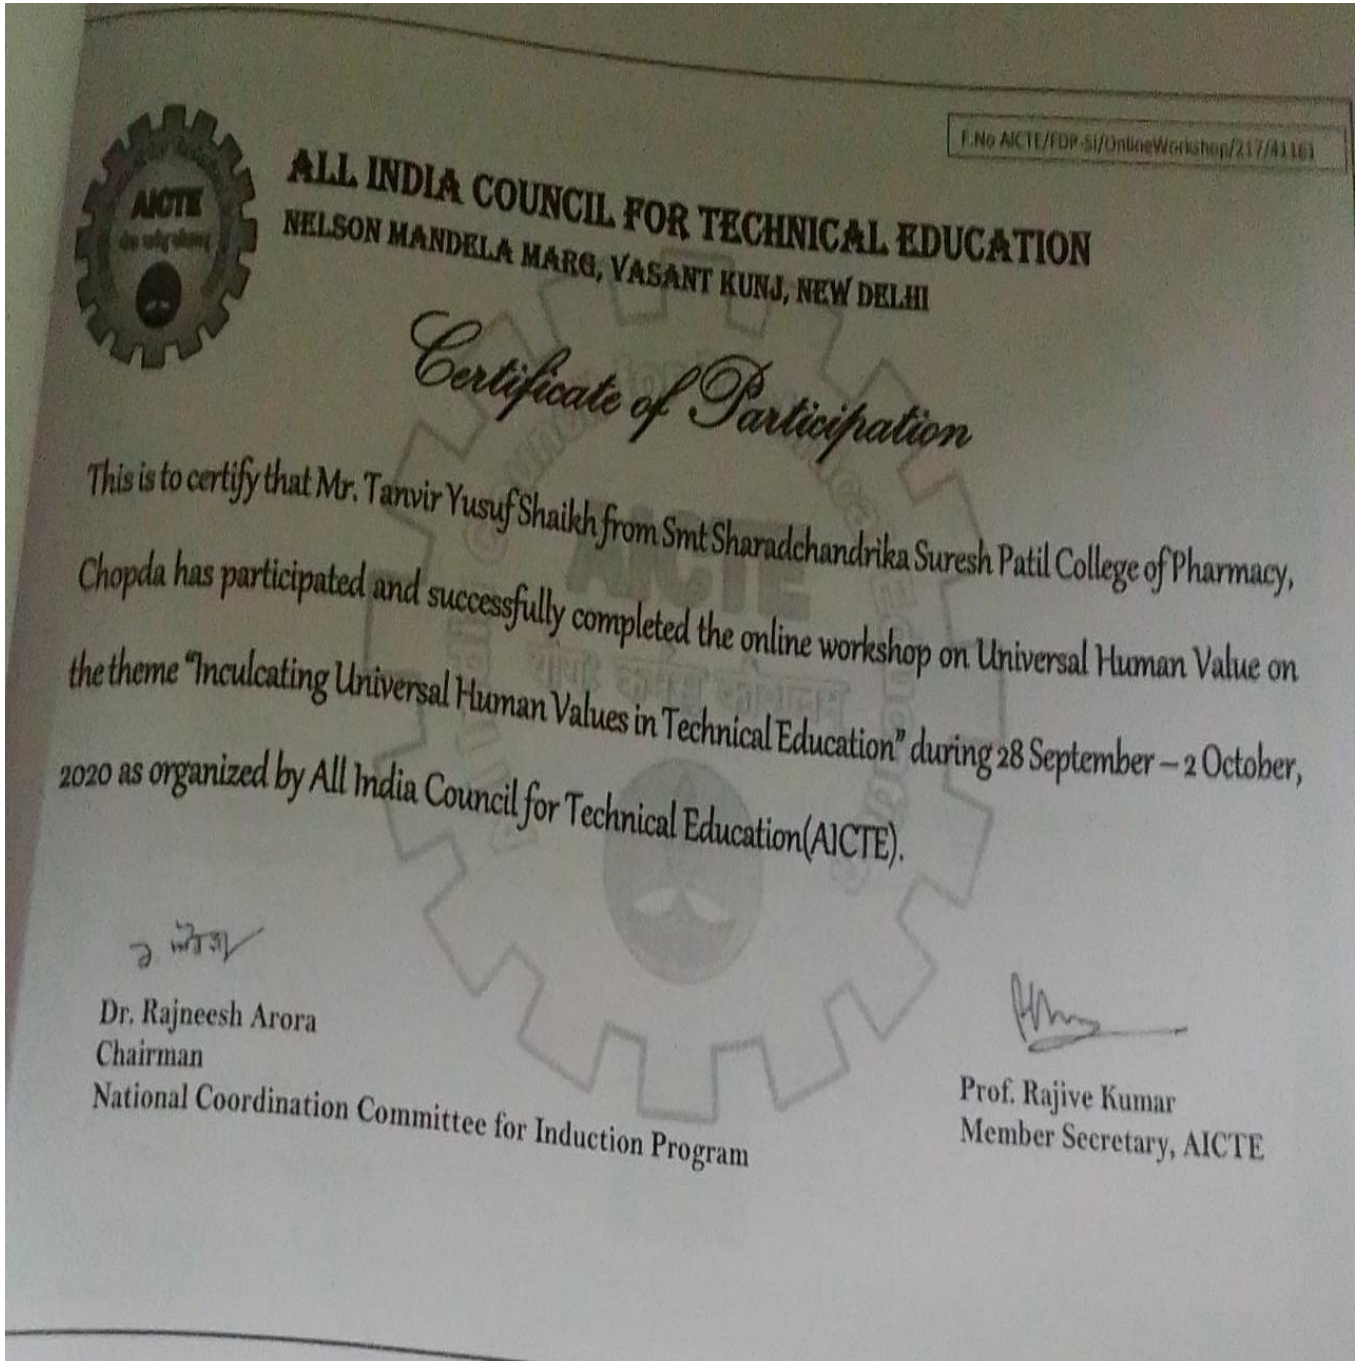 F.No AICTE/FDP-SI/OnlineWorkshop/217/41161
AICTE
ALL INDIA COUNCIL FOR TECHNICAL EDUCATION
NELSON MANDELA MARG, VASANT KUNJ, NEW DELHI
Certificate of Participation
This is to certify that Mr. Tanvir Yusuf Shaikh from Smt Sharadchandrika Suresh Patil College of Pharmacy,
Chopda has participated and successfully completed the online workshop on Universal Human Value on
the theme "Inculcating Universal Human Values in Technical Education" during 28 September – 2 October,
2020 as organized by All India Council for Technical Education(AICTE).
AICTE
Dr. Rajneesh Arora
Chairman
National Coordination Committee for Induction Program
Prof. Rajive Kumar
Member Secretary, AICTE